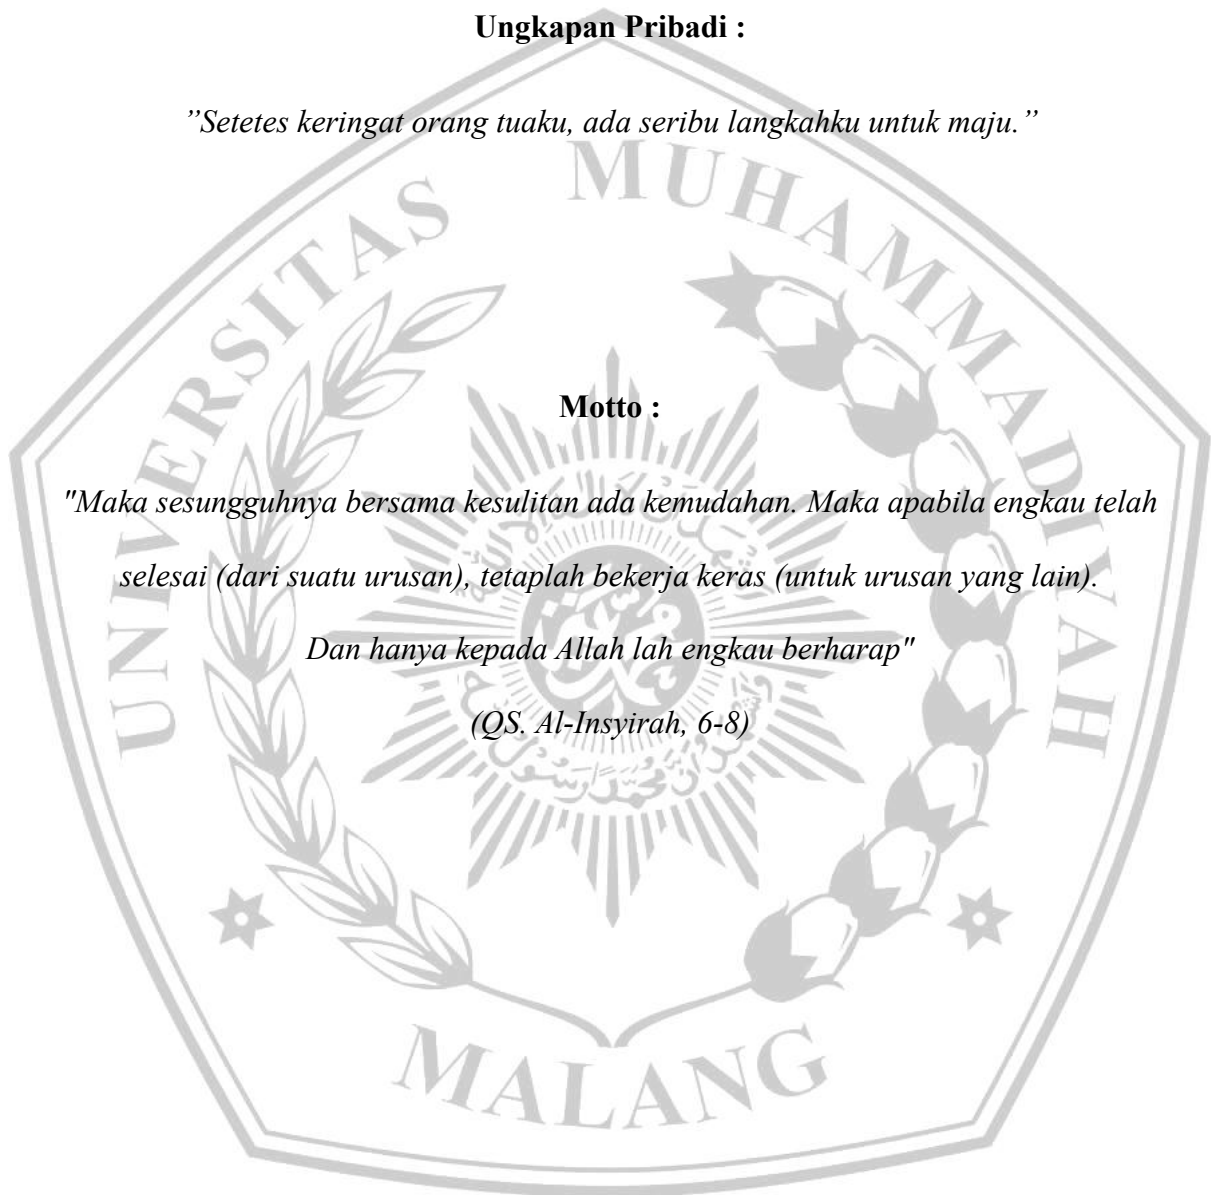 Ungkapan Pribadi :
”Setetes keringat orang tuaku, ada seribu langkahku untuk maju.”
UNIVERSITAS MUHAMMADIYAH
Motto :
"Maka sesungguhnya bersama kesulitan ada kemudahan. Maka apabila engkau telah
selesai (dari suatu urusan), tetaplah bekerja keras (untuk urusan yang lain).
Dan hanya kepada Allah lah engkau berharap"
(QS. Al-Insyirah, 6-8)
MALANG